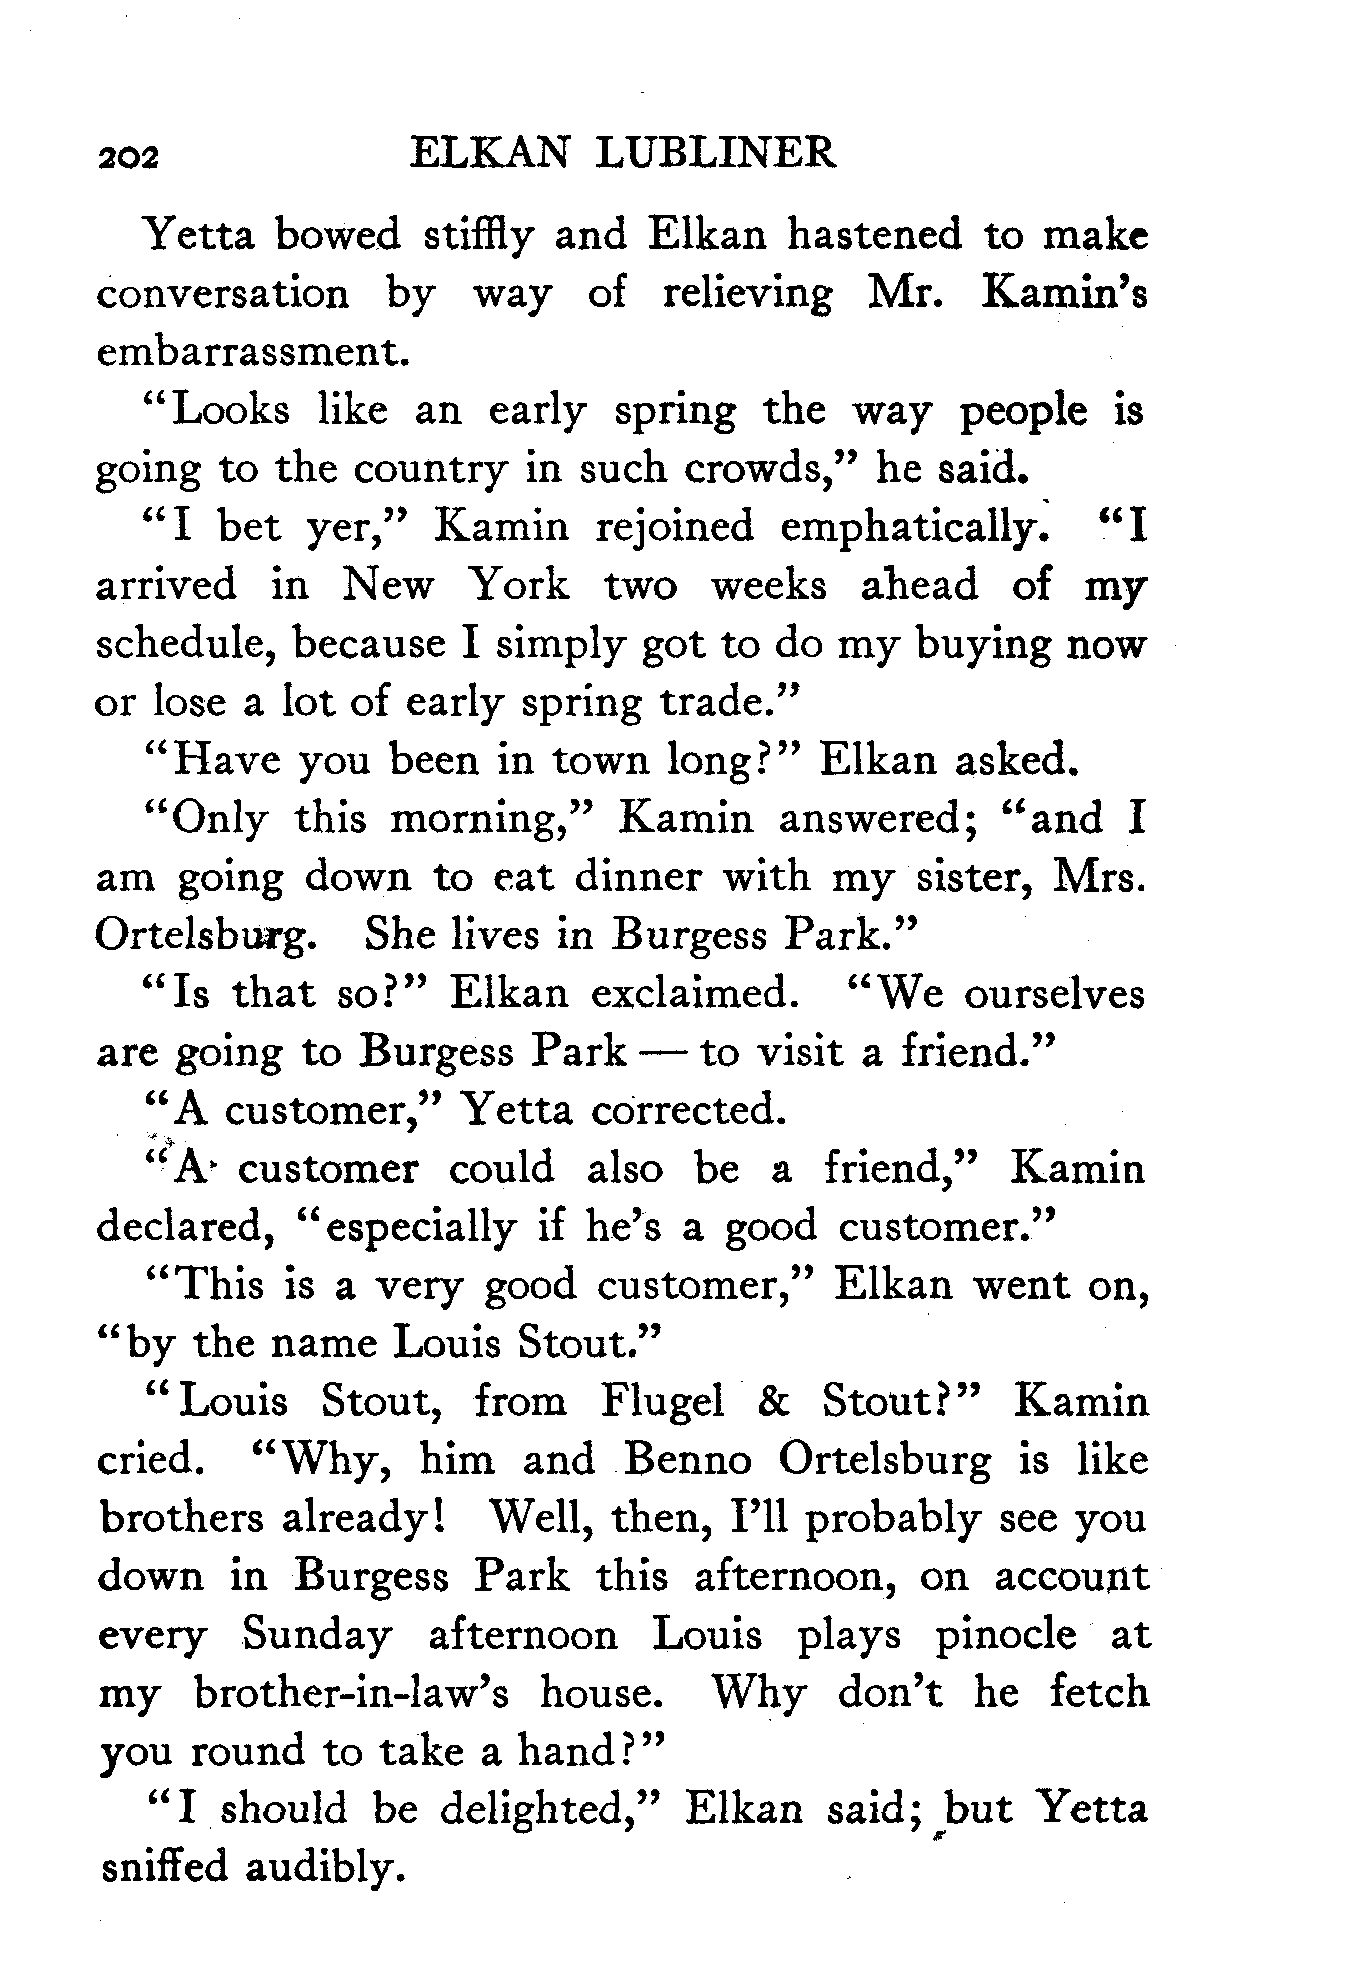 202 ELKAN LUBLINER
Yetta bowed stiffly and Elkan hastened to make
conversation by way of relieving Mr. Kamin's
embarrassment.
“Looks like an early spring the way people is
going to the country in such crowds,” he said.
“I bet yer,” Kamin rejoined emphatically. “I
arrived in New York two weeks ahead of my
schedule, because I simply got to do my buying now
or lose a lot of early spring trade.”
“Have you been in town long?” Elkan asked.
“Only this morning,” Kamin answered; “and I
am going down to eat dinner with my sister, Mrs.
Ortelsburg. She lives in Burgess Park.”
“Is that so?” Elkan exclaimed. “We ourselves
are going to Burgess Park — to visit a friend.”
“A customer,” Yetta corrected.
“A customer could also be a friend,” Kamin
declared, “especially if he's a good customer.”
“This is a very good customer,” Elkan went on,
“by the name Louis Stout.”
“Louis Stout, from Flugel & Stout?” Kamin
cried. “Why, him and Benno Ortelsburg is like
brothers already! Well, then, I'll probably see you
down in Burgess Park this afternoon, on account
every Sunday afternoon Louis plays pinocle at
my brother-in-law's house. Why don't he fetch
you round to take a hand?”
“I should be delighted,” Elkan said; but Yetta
sniffed audibly.